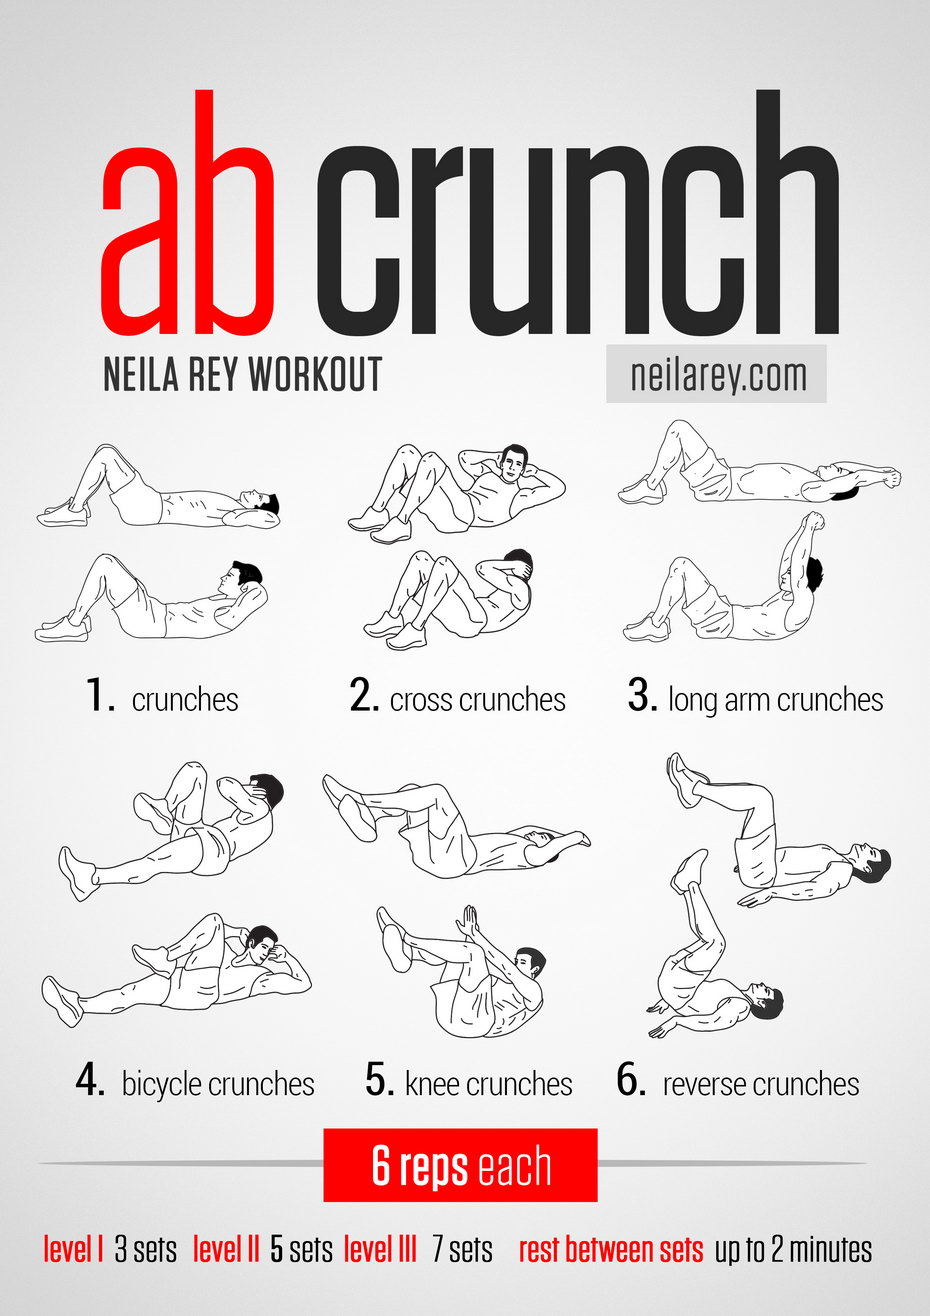 ab crunch
NEILA REY WORKOUT
neilarey.com
1. crunches
2. cross crunches
3. long arm crunches
4. bicycle crunches
5. knee crunches
6. reverse crunches
6 reps each
level I 3 sets level II 5 sets level III 7 sets rest between sets up to 2 minutes